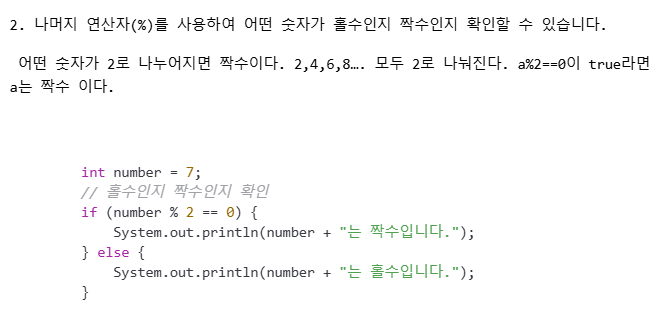 2. 나머지 연산자(%)를 사용하여 어떤 숫자가 홀수인지 짝수인지 확인할 수 있습니다.
어떤 숫자가 2로 나누어지면 짝수이다. 2,4,6,8…. 모두 2로 나눠진다. a%2==0이 true라면
a는 짝수 이다.
int number = 7;
// 홀수인지 짝수인지 확인
if (number % 2 == 0) {
    System.out.println(number + "는 짝수입니다.");
} else {
    System.out.println(number + "는 홀수입니다.");
}